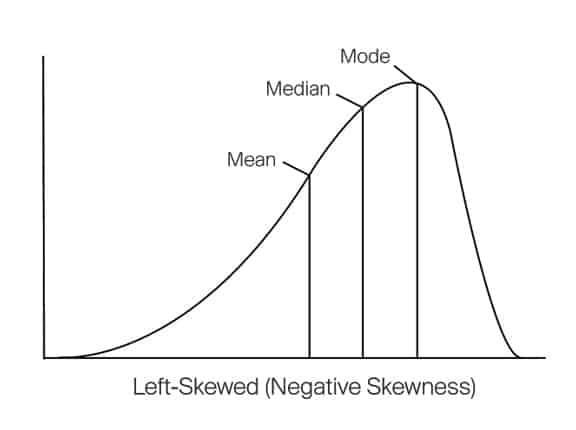 Mode
Median
Mean
Left-Skewed (Negative Skewness)